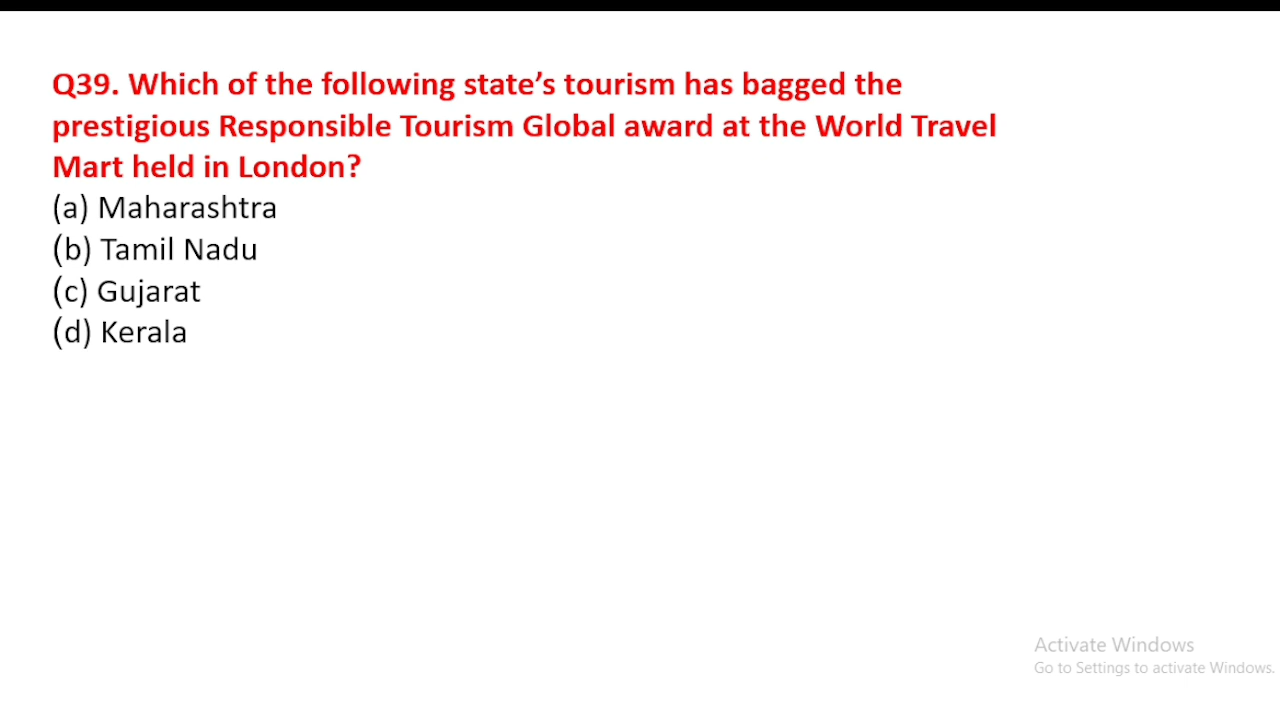 Q39. Which of the following state’s tourism has bagged the
prestigious Responsible Tourism Global award at the World Travel
Mart held in London?
(a) Maharashtra
(b) Tamil Nadu
(c) Gujarat
(d) Kerala
Activate Windows
Go to Settings to activate Windows.